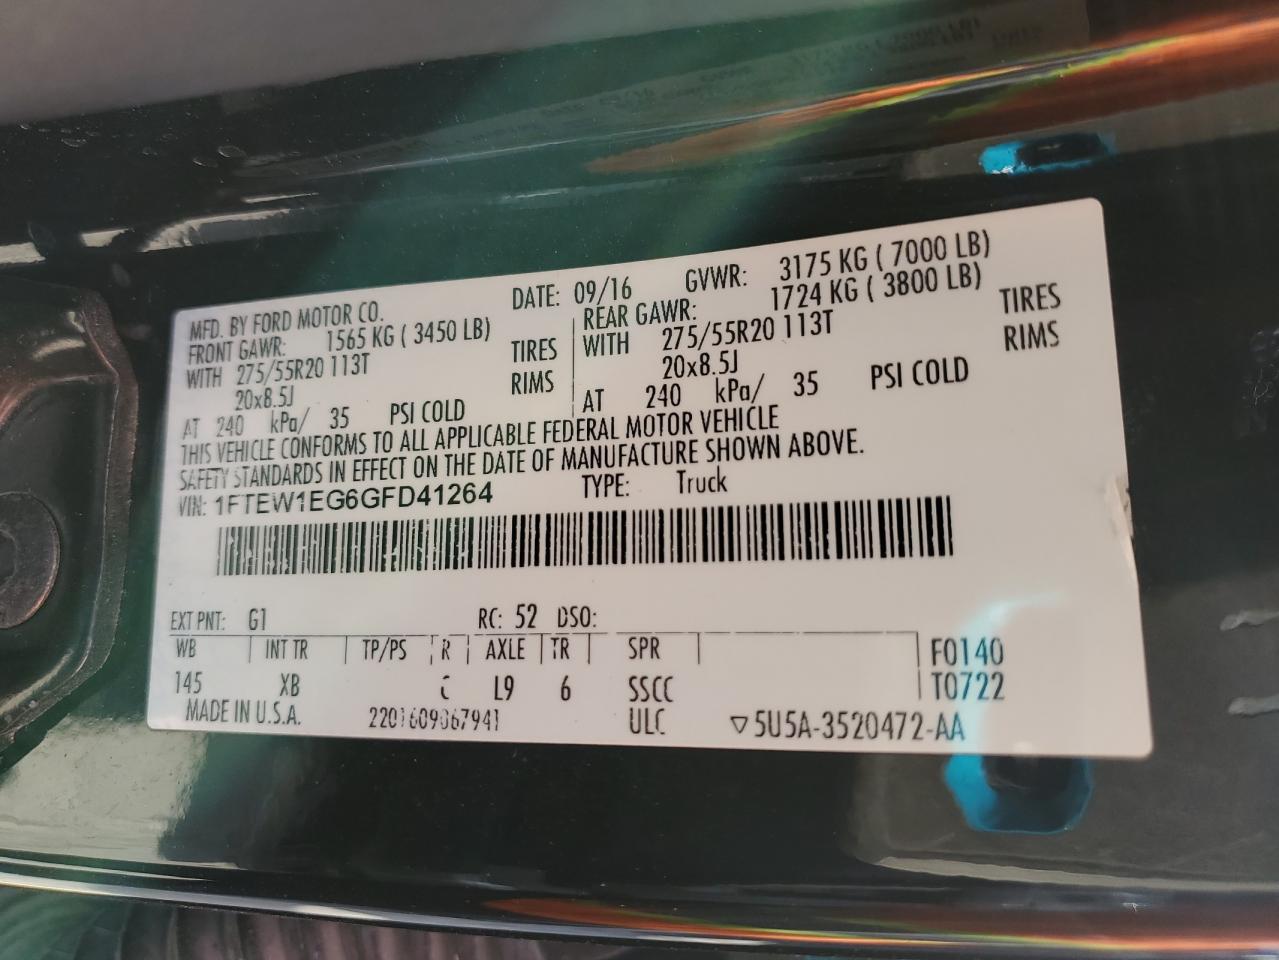 MFD. BY FORD MOTOR CO.
DATE: 09/16 GVWR: 3175 KG ( 7000 LB)
FRONT GAWR: 1565 KG ( 3450 LB)
REAR GAWR: 1724 KG ( 3800 LB)
WITH 275/55R20 113T TIRES
WITH 275/55R20 113T TIRES
20x8.5J RIMS
20x8.5J RIMS
AT 240 kPa/ 35 PSI COLD
AT 240 kPa/ 35 PSI COLD
THIS VEHICLE CONFORMS TO ALL APPLICABLE FEDERAL MOTOR VEHICLE
SAFETY STANDARDS IN EFFECT ON THE DATE OF MANUFACTURE SHOWN ABOVE.
VIN: 1FTEW1EG6GFD41264 TYPE: Truck
EXT PNT: G1 RC: 52 DSO:
WB INT TR TP/PS R AXLE TR SPR F0140
145 XB L9 6 SSCC T0722
MADE IN U.S.A. 2201609067941 ULC ▽5U5A-3520472-AA